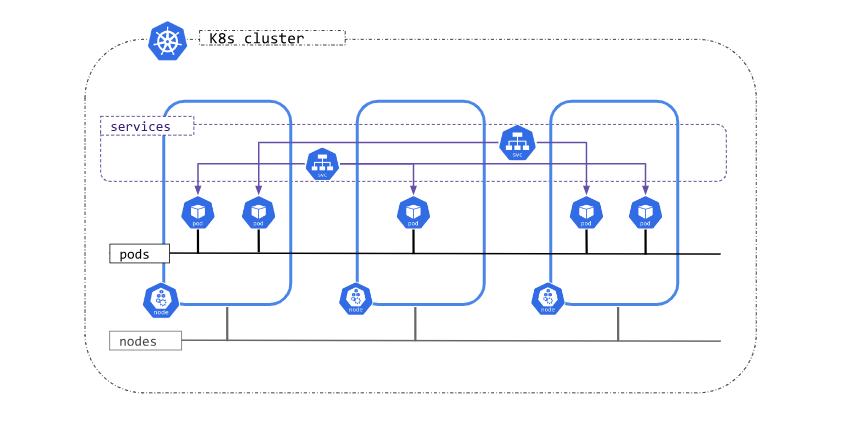 K8s cluster
services
svc
svc
pod
pod
pod
pod
pod
pods
node
node
node
nodes